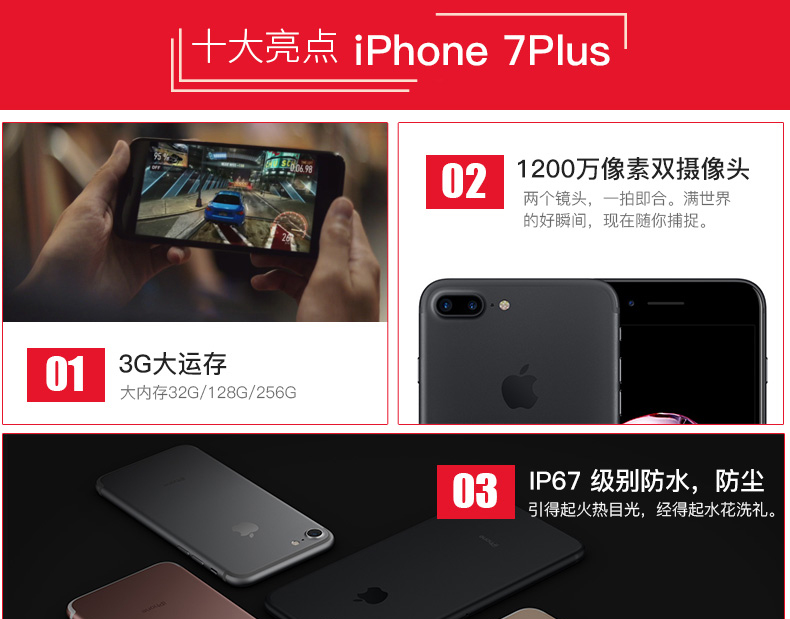 十大亮点 iPhone 7Plus
01
3G大运存
大内存32G/128G/256G
02
1200万像素双摄像头
两个镜头，一拍即合。满世界
的好瞬间，现在随你捕捉。
03
IP67 级别防水，防尘
引得起火热目光，经得起水花洗礼。